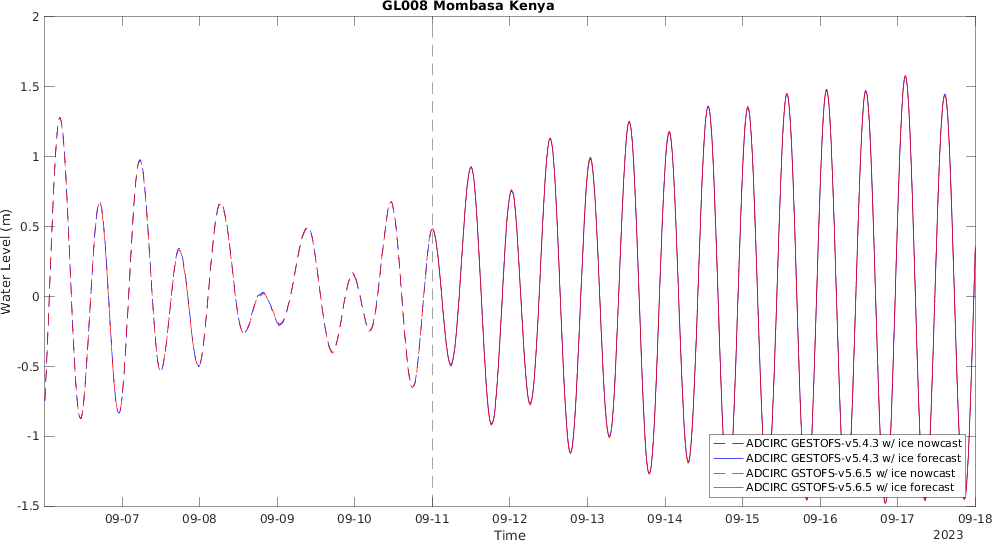 GL008 Mombasa Kenya
Water Level (m)
2
1.5
1
0.5
0
-0.5
-1
-1.5
ADCIRC GESTOFS-v5.4.3 w/ ice nowcast
ADCIRC GESTOFS-v5.4.3 w/ ice forecast
ADCIRC GSTOFS-v5.6.5 w/ ice nowcast
ADCIRC GSTOFS-v5.6.5 w/ ice forecast
09-07 09-08 09-09 09-10 09-11 09-12 09-13 09-14 09-15 09-16 09-17 09-18
Time
2023